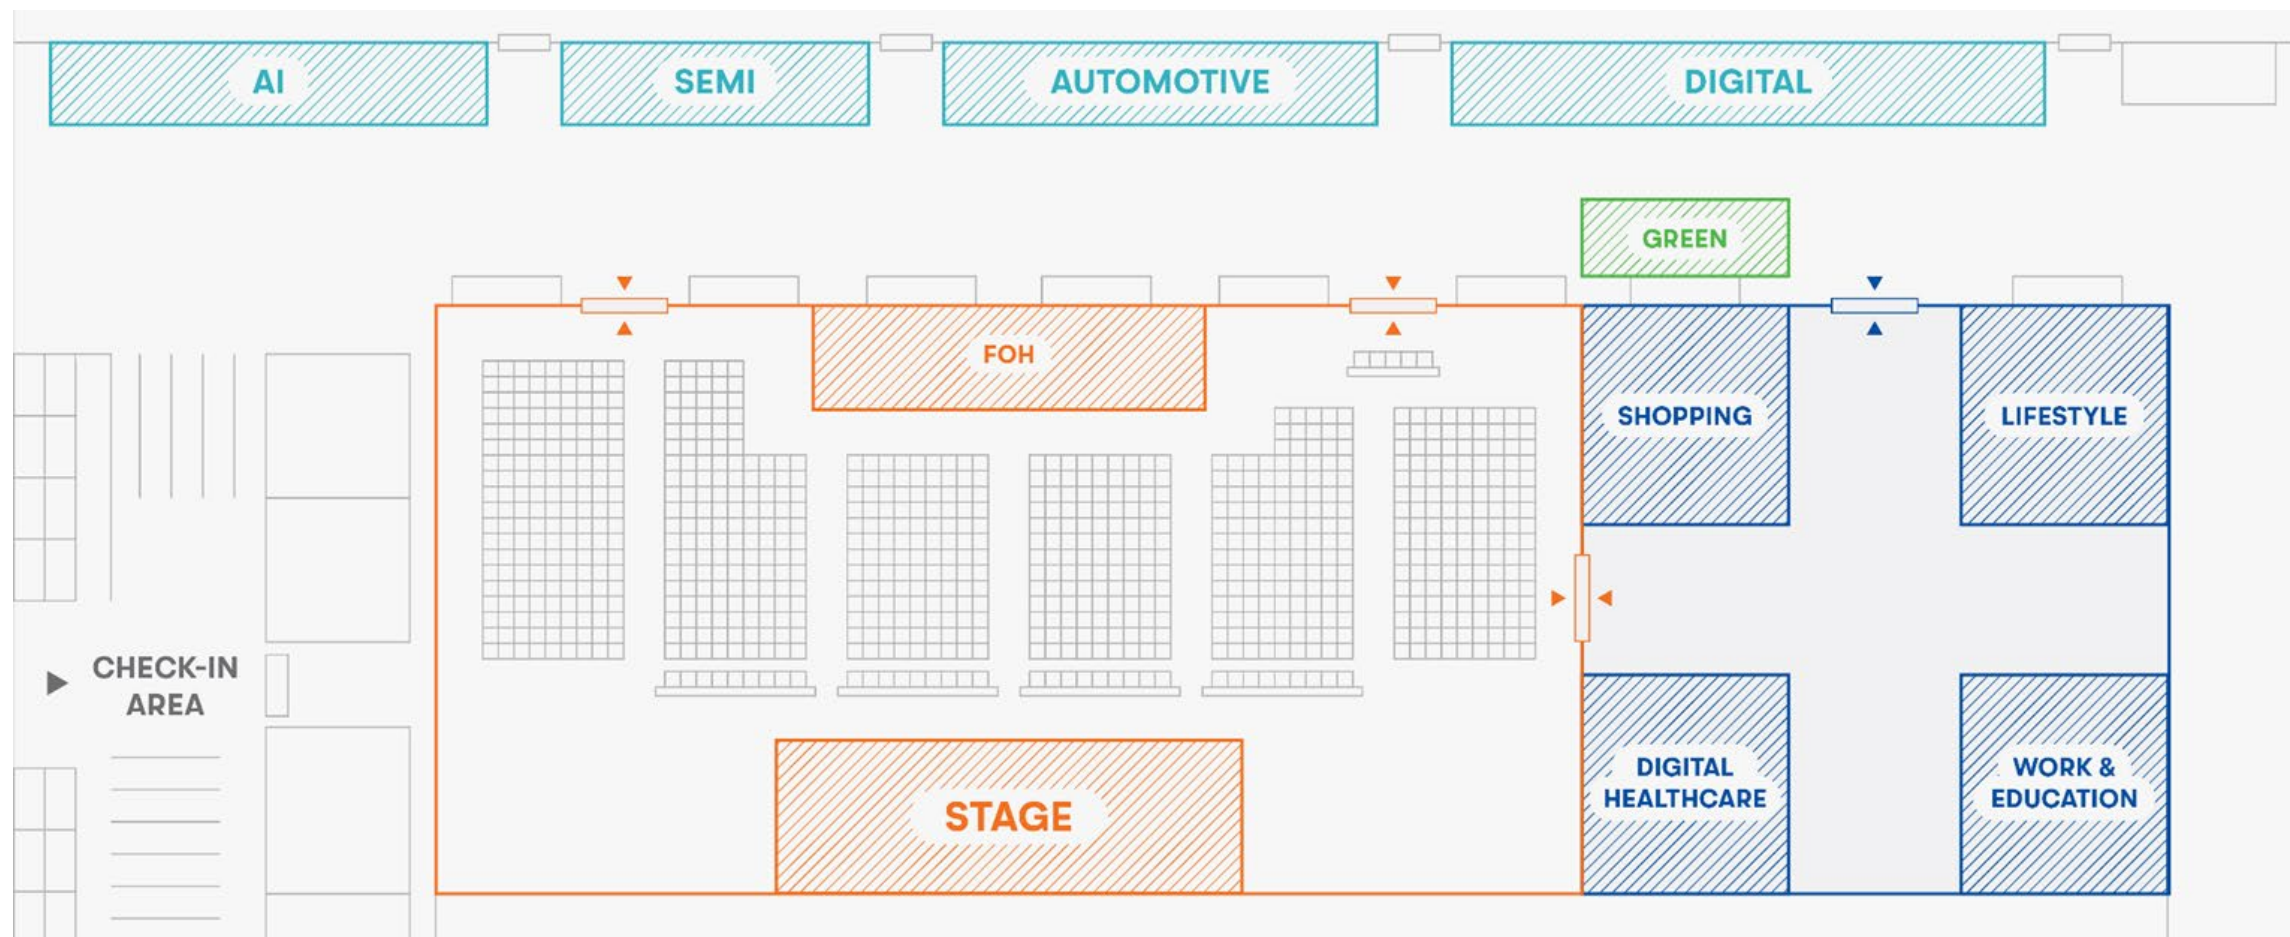 AI
SEMI
AUTOMOTIVE
DIGITAL
GREEN
FOH
SHOPPING
LIFESTYLE
CHECK-IN
AREA
STAGE
DIGITAL
HEALTHCARE
WORK &
EDUCATION